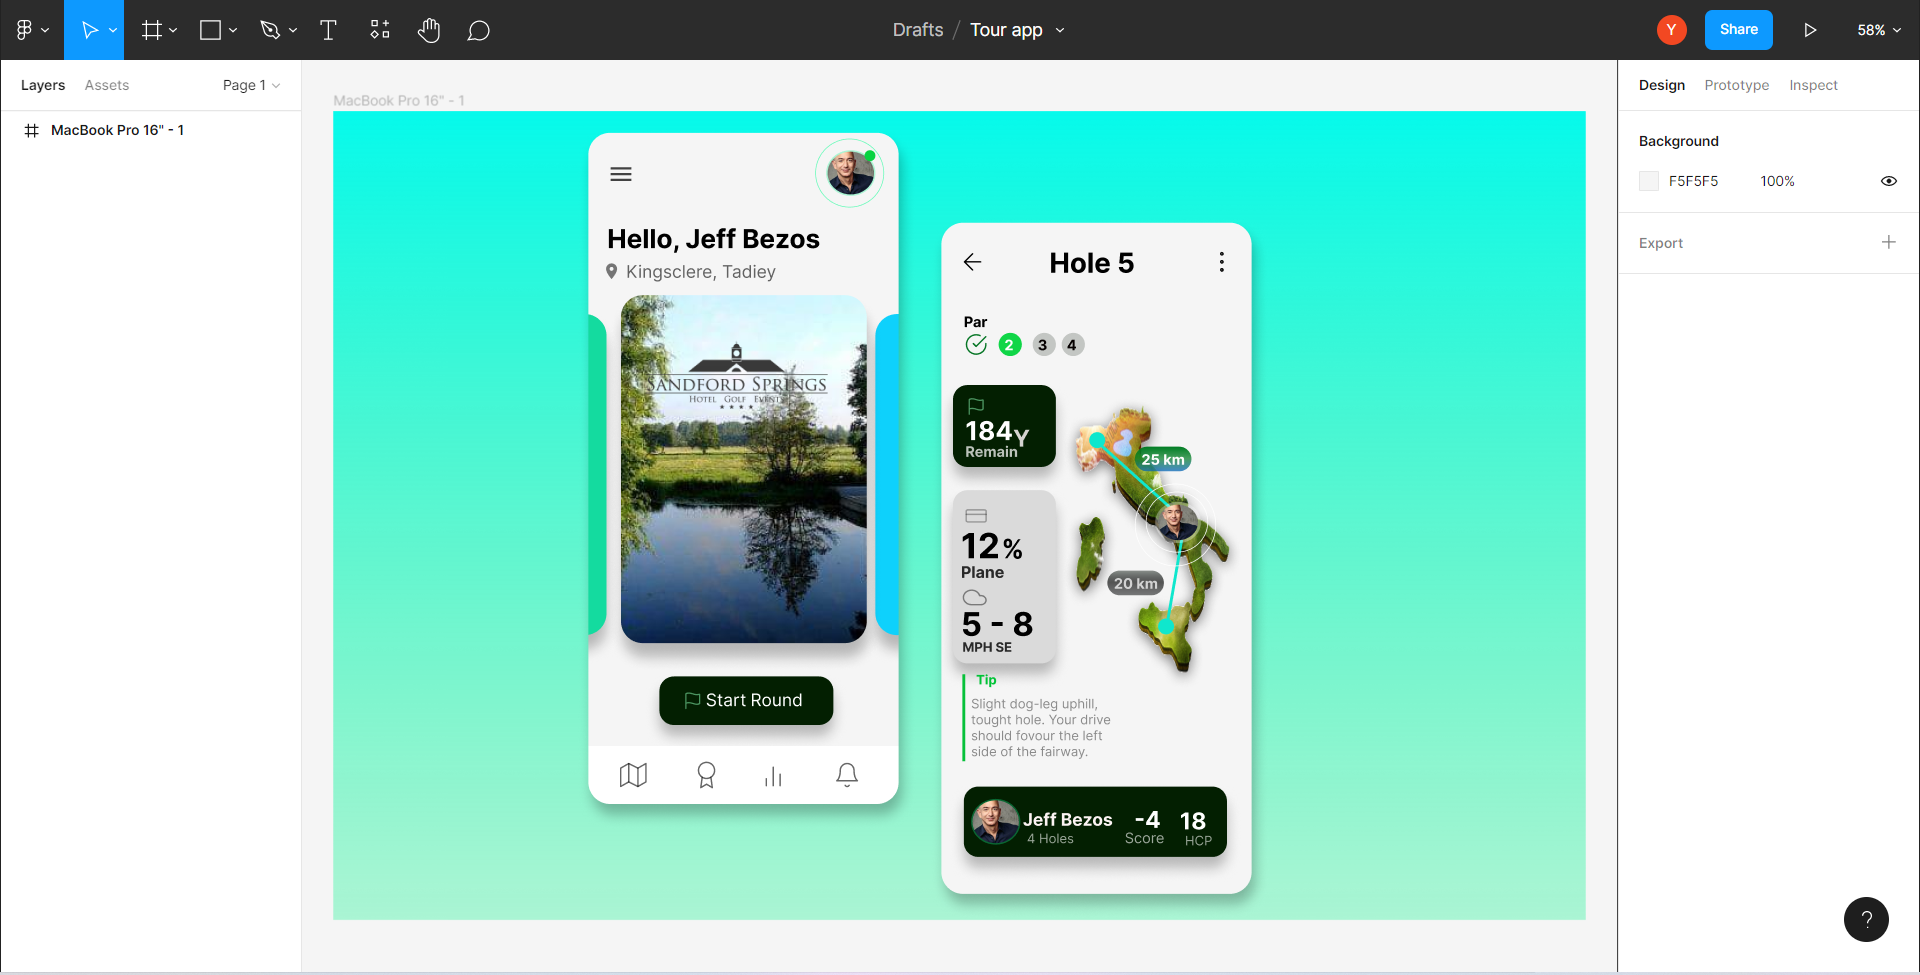 Drafts / Tour app
Y
Share
58%
Layers
Assets
Page 1
MacBook Pro 16" - 1
MacBook Pro 16" - 1
Hello, Jeff Bezos
Kingsclere, Tadiey
SANDFORD SPRINGS
HOTEL GOLF EVENT
Start Round
Hole 5
Par
2 3 4
184Y
Remain
12%
Plane
5 - 8
MPH SE
25 km
20 km
Tip
Slight dog-leg uphill,
tought hole. Your drive
should fovour the left
side of the fairway.
Jeff Bezos
4 Holes
-4
Score
18
HCP
Design
Prototype
Inspect
Background
F5F5F5
100%
Export
?